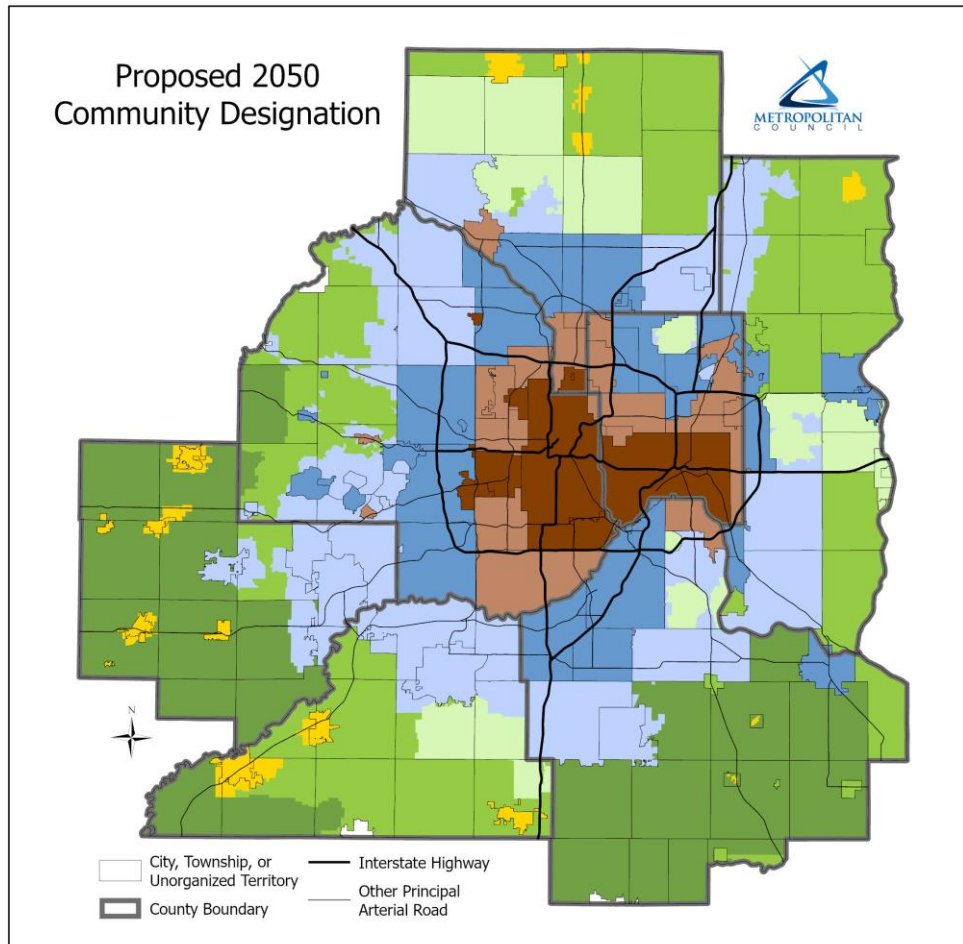 Proposed 2050
Community Designation
METROPOLITAN
COUNCIL
N
City, Township, or
Unorganized Territory
County Boundary
Interstate Highway
Other Principal
Arterial Road